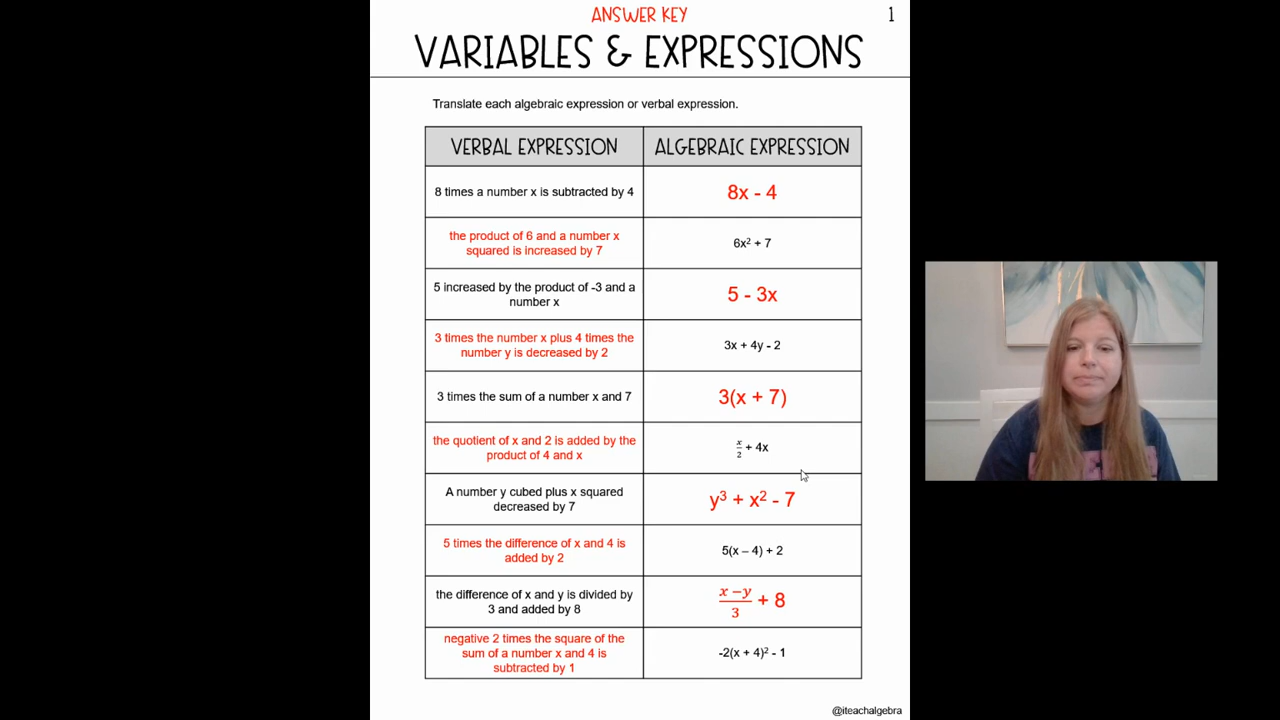 ANSWER KEY
1
VARIABLES & EXPRESSIONS
Translate each algebraic expression or verbal expression.
VERBAL EXPRESSION
ALGEBRAIC EXPRESSION
8 times a number x is subtracted by 4
8x - 4
the product of 6 and a number x
squared is increased by 7
6x² + 7
5 increased by the product of -3 and a
number x
5 - 3x
3 times the number x plus 4 times the
number y is decreased by 2
3x + 4y - 2
3 times the sum of a number x and 7
3(x + 7)
the quotient of x and 2 is added by the
product of 4 and x
x/2 + 4x
A number y cubed plus x squared
decreased by 7
y³ + x² - 7
5 times the difference of x and 4 is
added by 2
5(x – 4) + 2
the difference of x and y is divided by
3 and added by 8
(x – y)/3 + 8
negative 2 times the square of the
sum of a number x and 4 is
subtracted by 1
-2(x + 4)² - 1
@iteachalgebra